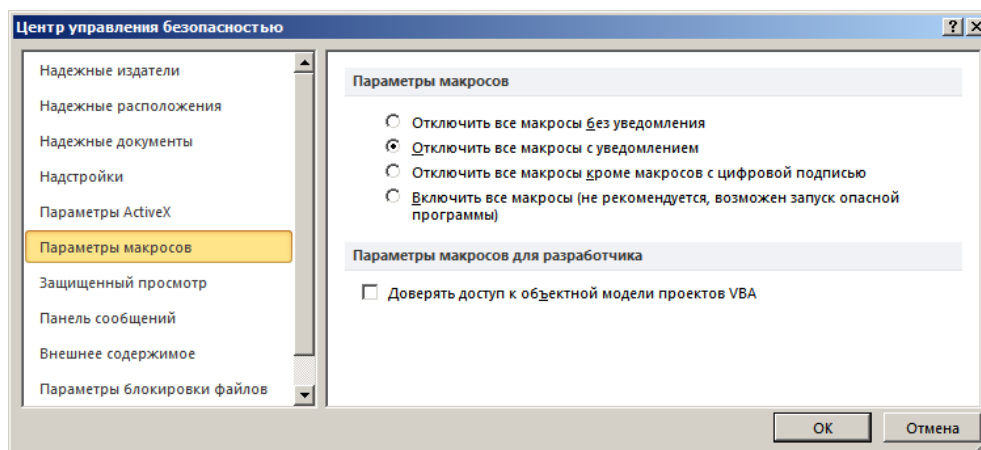 Центр управления безопасностью
Надежные издатели
Надежные расположения
Надежные документы
Надстройки
Параметры ActiveX
Параметры макросов
Защищенный просмотр
Панель сообщений
Внешнее содержимое
Параметры блокировки файлов
Параметры макросов
Отключить все макросы без уведомления
Отключить все макросы с уведомлением
Отключить все макросы кроме макросов с цифровой подписью
Включить все макросы (не рекомендуется, возможен запуск опасной
программы)
Параметры макросов для разработчика
Доверять доступ к объектной модели проектов VBA
ОК
Отмена